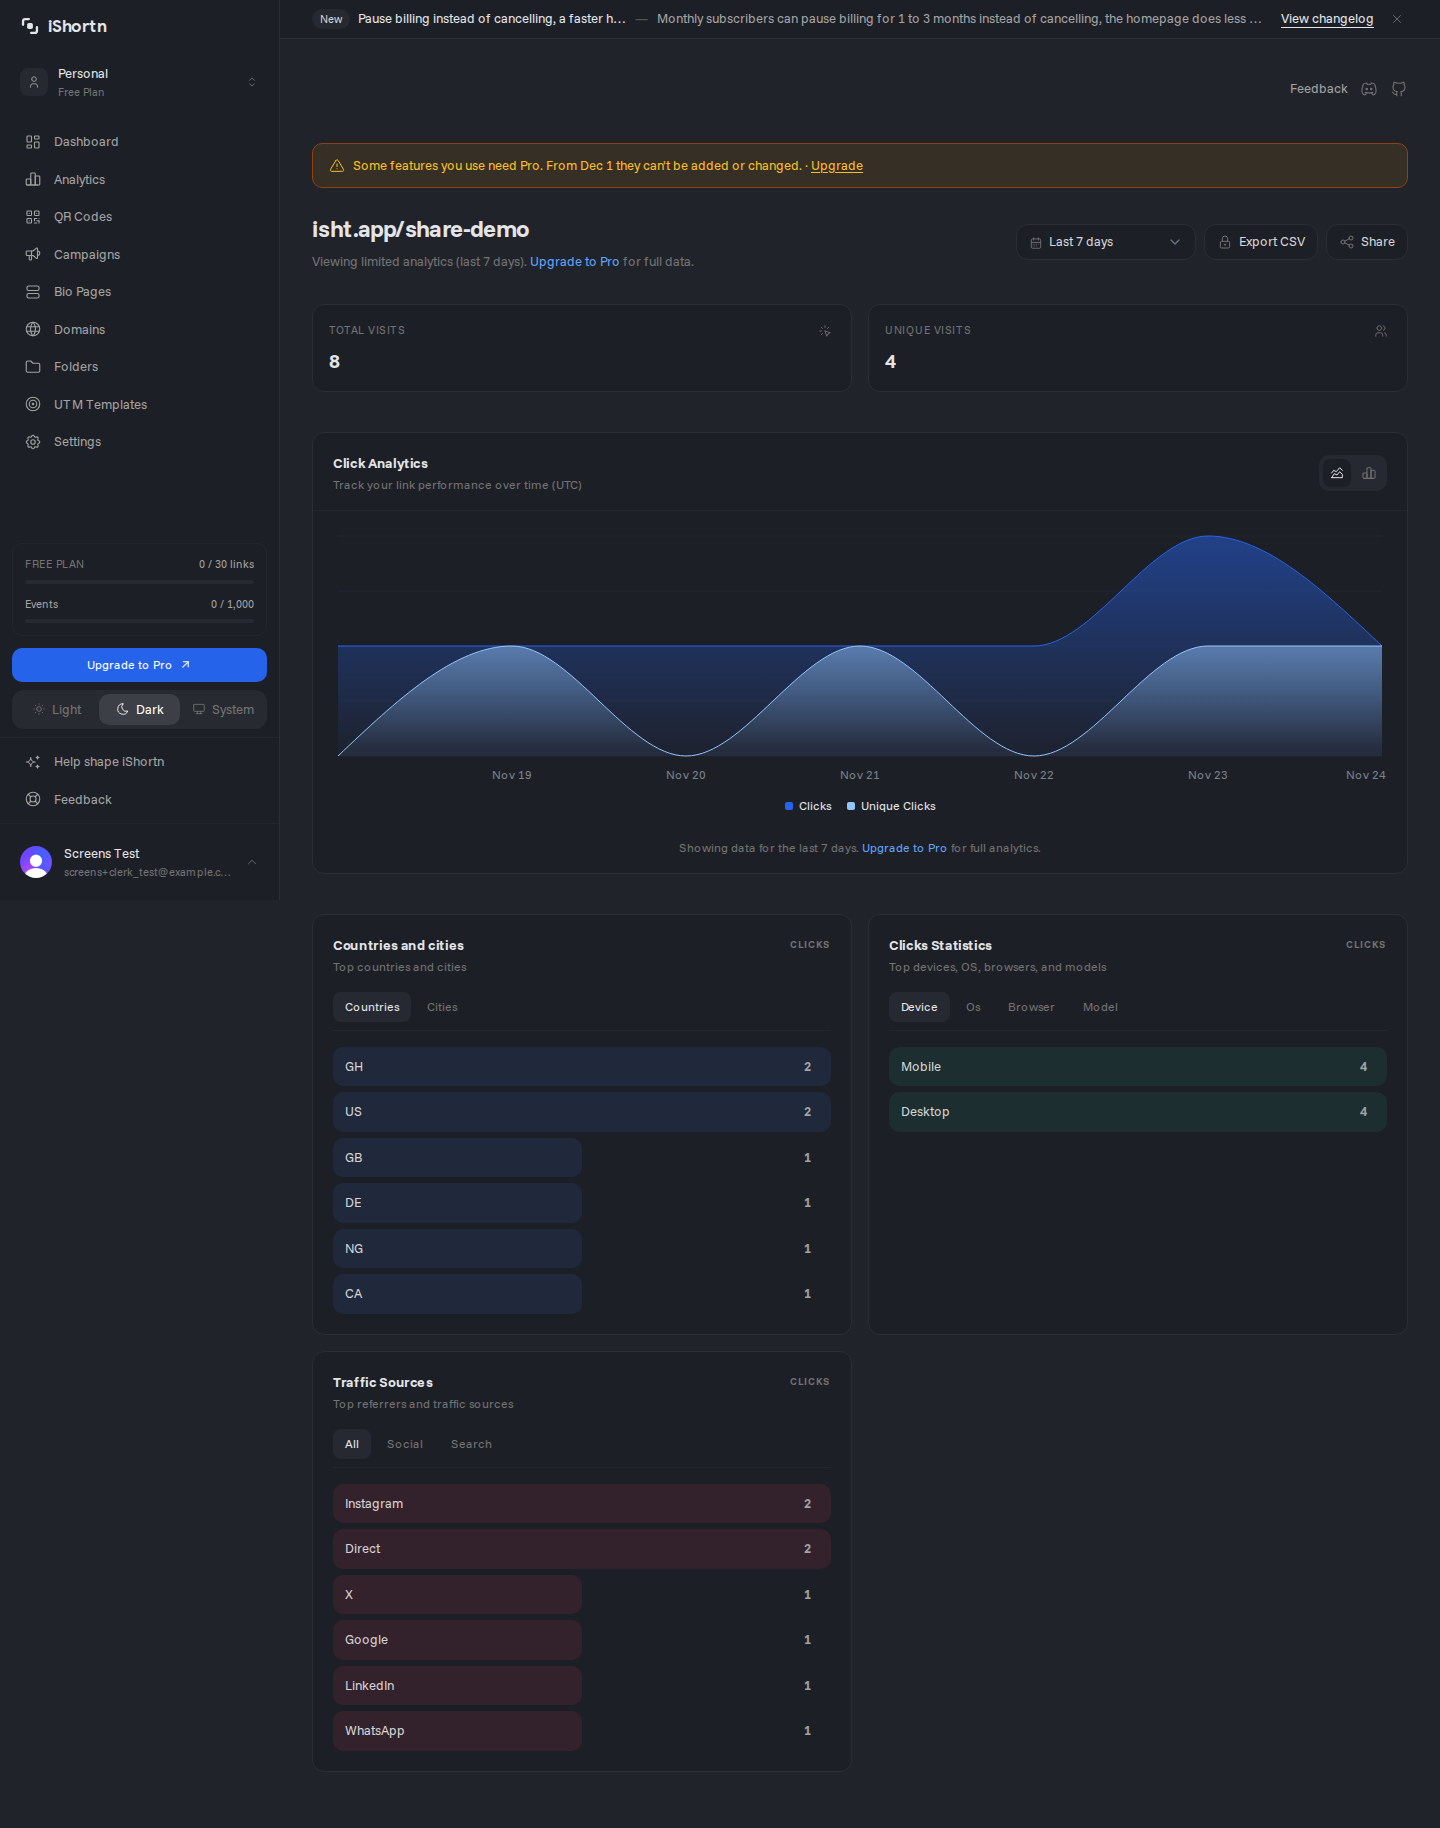 iShortn
Personal
Free Plan
Dashboard
Analytics
QR Codes
Campaigns
Bio Pages
Domains
Folders
UTM Templates
Settings
FREE PLAN 0 / 30 links
Events 0 / 1,000
Upgrade to Pro
Light Dark System
Help shape iShortn
Feedback
Screens Test
screens+clerk_test@example.c...
New Pause billing instead of cancelling, a faster h... — Monthly subscribers can pause billing for 1 to 3 months instead of cancelling, the homepage does less ... View changelog
Feedback
Some features you use need Pro. From Dec 1 they can't be added or changed. · Upgrade
isht.app/share-demo
Viewing limited analytics (last 7 days). Upgrade to Pro for full data.
Last 7 days Export CSV Share
TOTAL VISITS
8
UNIQUE VISITS
4
Click Analytics
Track your link performance over time (UTC)
Nov 19 Nov 20 Nov 21 Nov 22 Nov 23 Nov 24
Clicks Unique Clicks
Showing data for the last 7 days. Upgrade to Pro for full analytics.
Countries and cities CLICKS
Top countries and cities
Countries Cities
GH 2
US 2
GB 1
DE 1
NG 1
CA 1
Clicks Statistics CLICKS
Top devices, OS, browsers, and models
Device Os Browser Model
Mobile 4
Desktop 4
Traffic Sources CLICKS
Top referrers and traffic sources
All Social Search
Instagram 2
Direct 2
X 1
Google 1
LinkedIn 1
WhatsApp 1